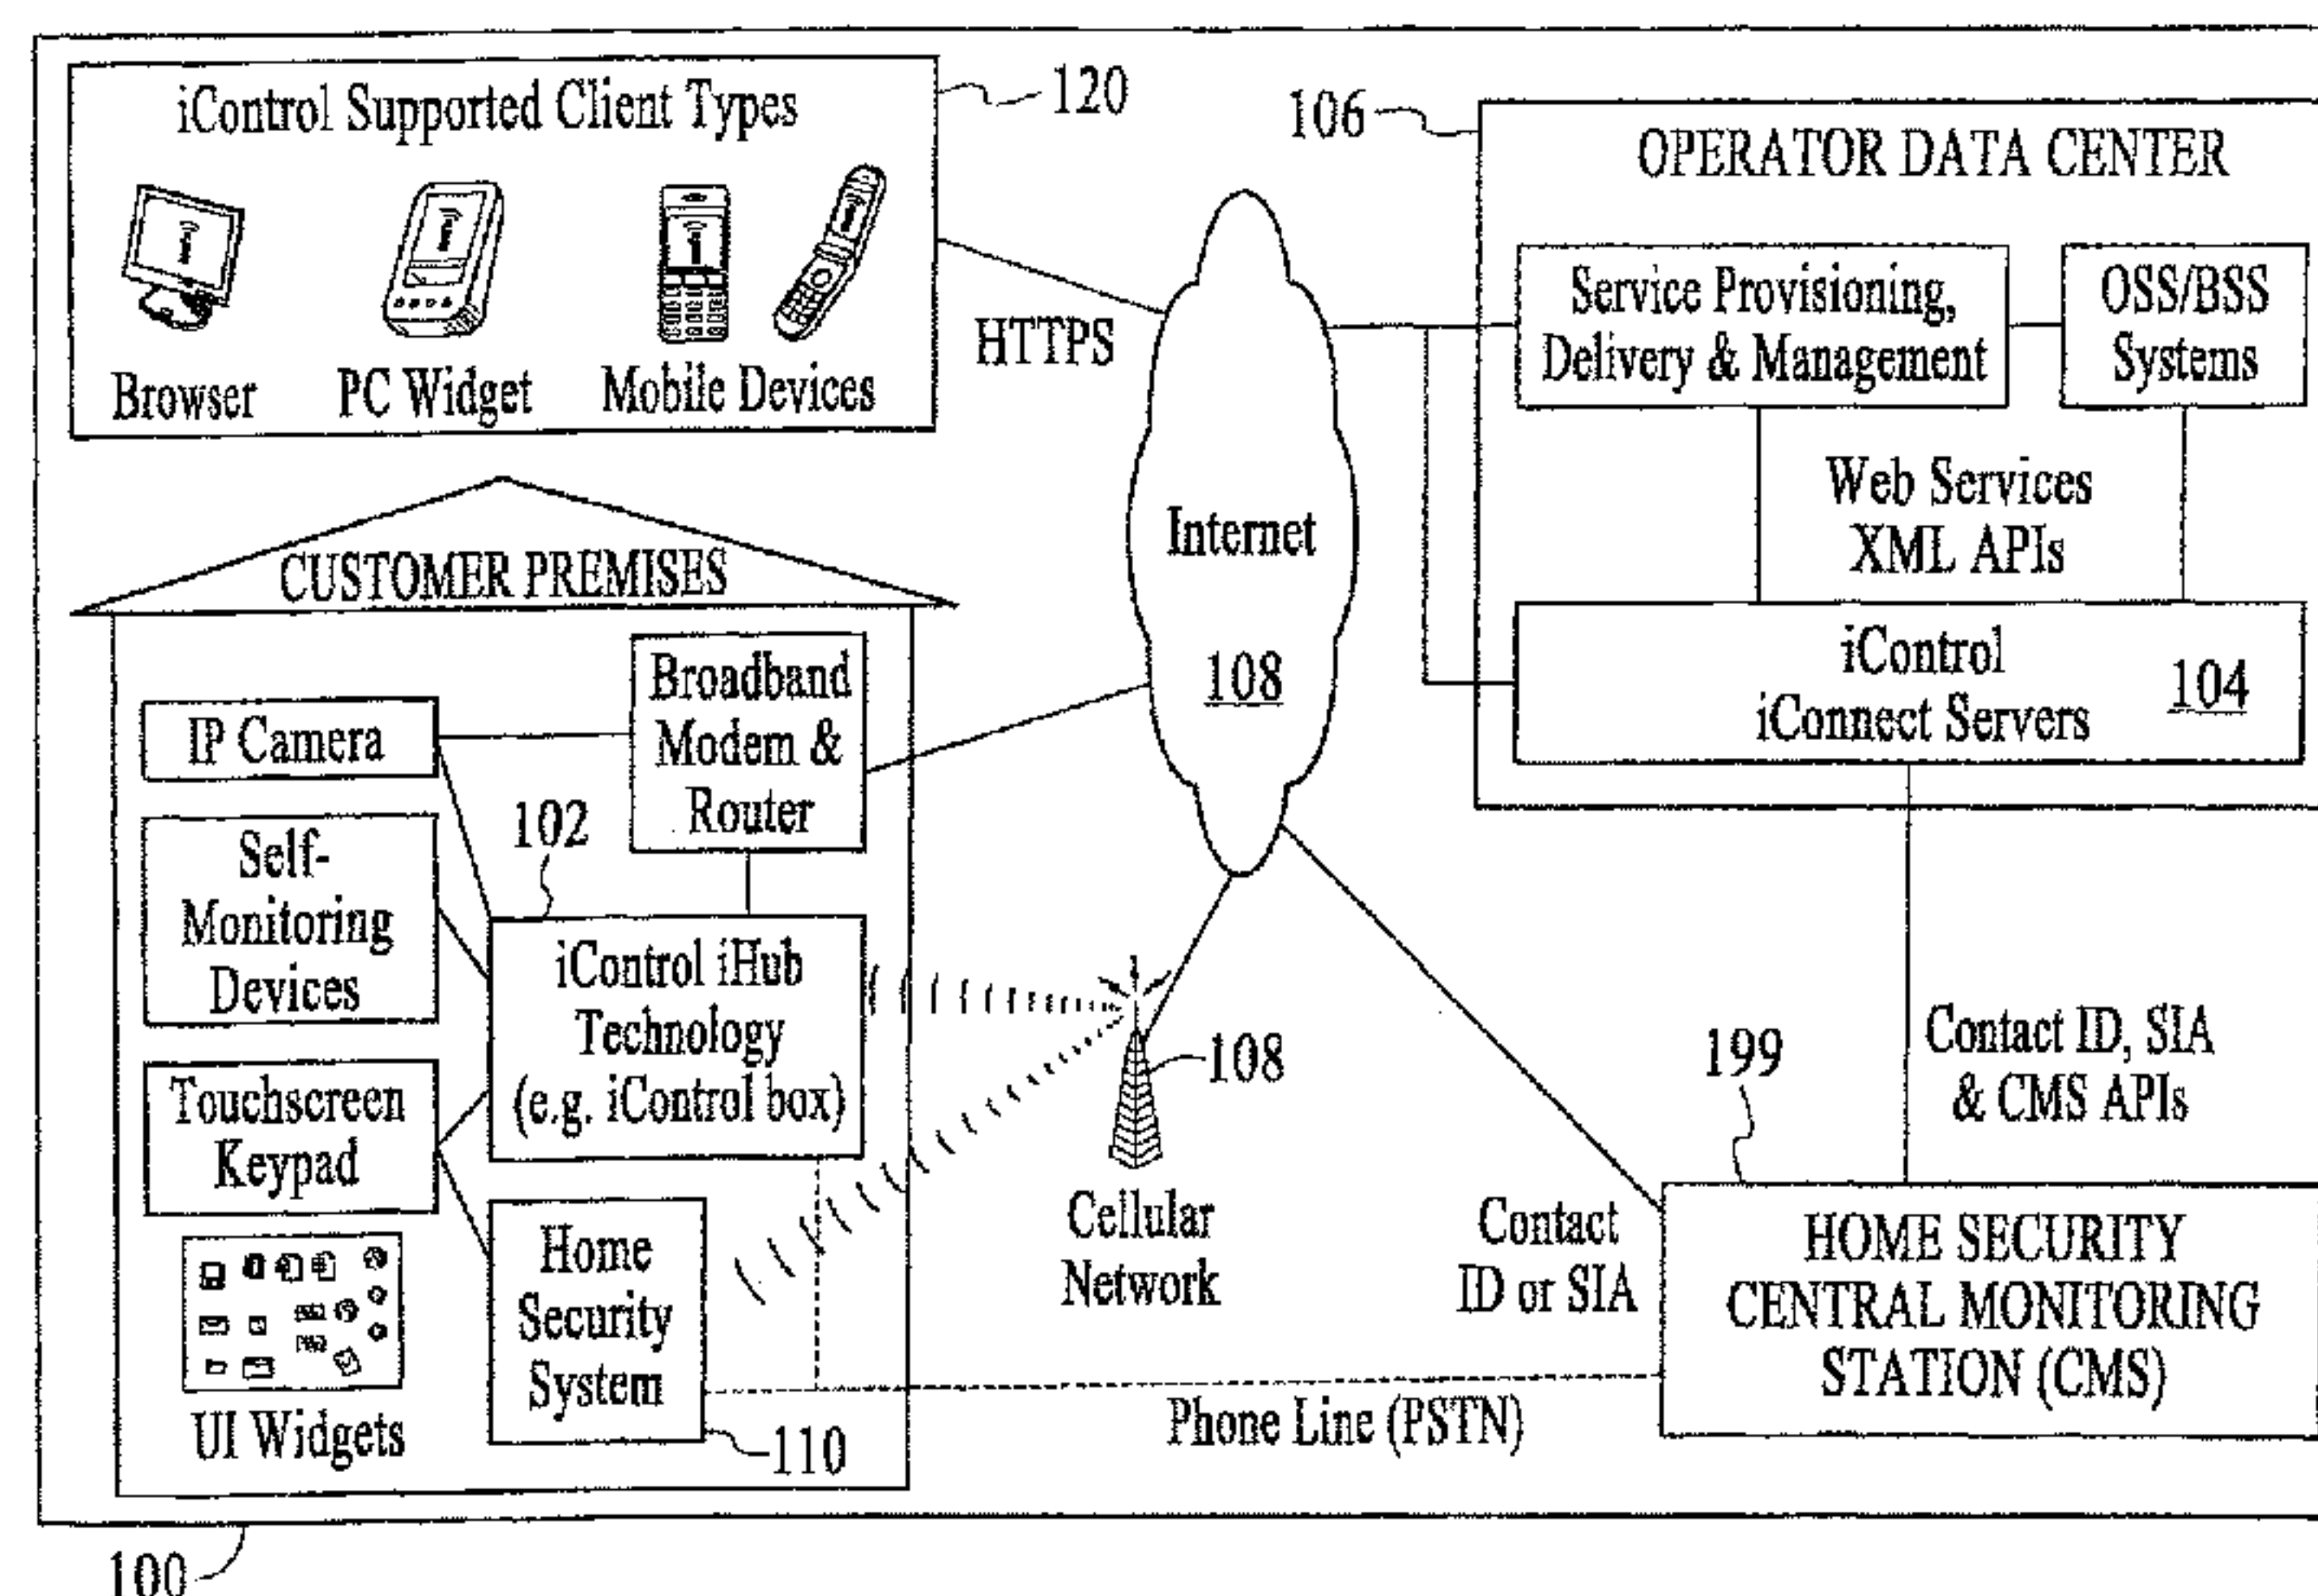 iControl Supported Client Types
120
Browser
PC Widget
Mobile Devices
HTTPS
106
OPERATOR DATA CENTER
Service Provisioning,
Delivery & Management
OSS/BSS
Systems
Web Services
XML APIs
iControl
iConnect Servers
104
Internet
108
CUSTOMER PREMISES
Broadband
Modem &
Router
IP Camera
102
Self-
Monitoring
Devices
iControl iHub
Technology
(e.g. iControl box)
Touchscreen
Keypad
Home
Security
System
110
UI Widgets
108
Cellular
Network
199
Contact ID, SIA
& CMS APIs
Contact
ID or SIA
HOME SECURITY
CENTRAL MONITORING
STATION (CMS)
Phone Line (PSTN)
100